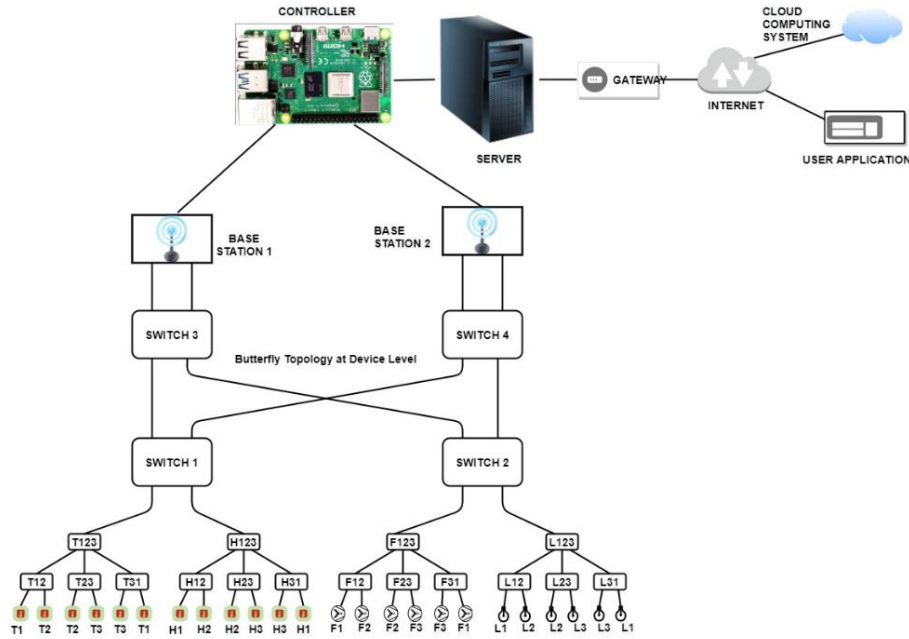 CONTROLLER
CLOUD
COMPUTING
SYSTEM
HDMI
GATEWAY
INTERNET
SERVER
USER APPLICATION
BASE
STATION 1
BASE
STATION 2
SWITCH 3
SWITCH 4
Butterfly Topology at Device Level
SWITCH 1
SWITCH 2
T123
H123
F123
L123
T12
T23
T31
H12
H23
H31
F12
F23
F31
L12
L23
L31
T1
T2
T2
T3
T3
T1
H1
H2
H2
H3
H3
H1
F1
F2
F2
F3
F3
F1
L1
L2
L2
L3
L3
L1